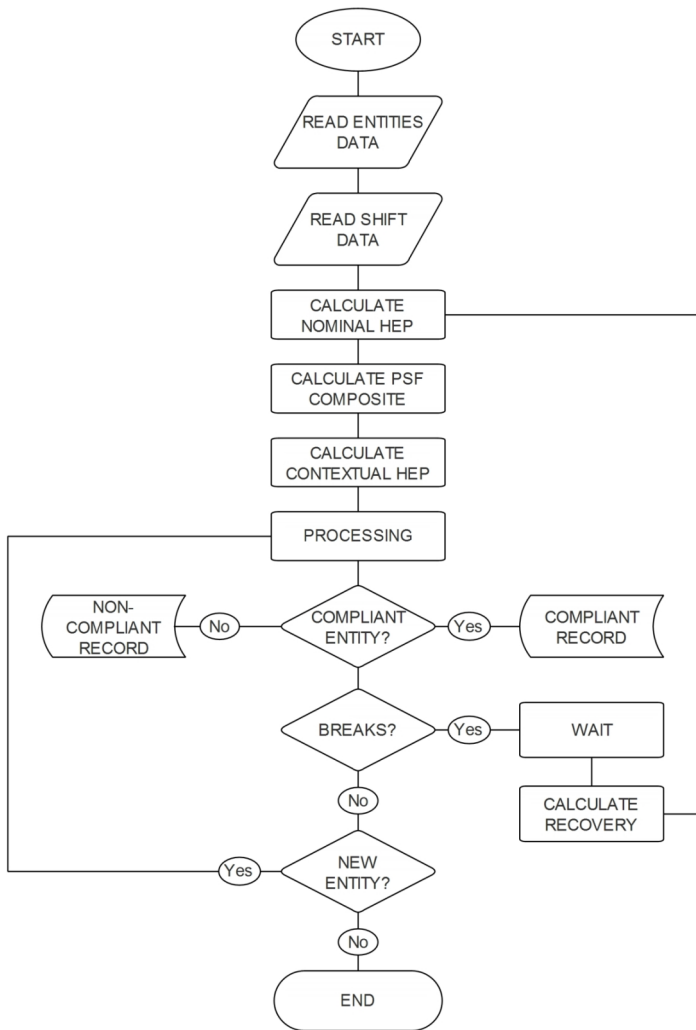 START
READ ENTITIES
DATA
READ SHIFT
DATA
CALCULATE
NOMINAL HEP
CALCULATE PSF
COMPOSITE
CALCULATE
CONTEXTUAL HEP
PROCESSING
NON-
COMPLIANT
RECORD
No
COMPLIANT
ENTITY?
Yes
COMPLIANT
RECORD
BREAKS?
Yes
WAIT
No
CALCULATE
RECOVERY
Yes
NEW
ENTITY?
No
END